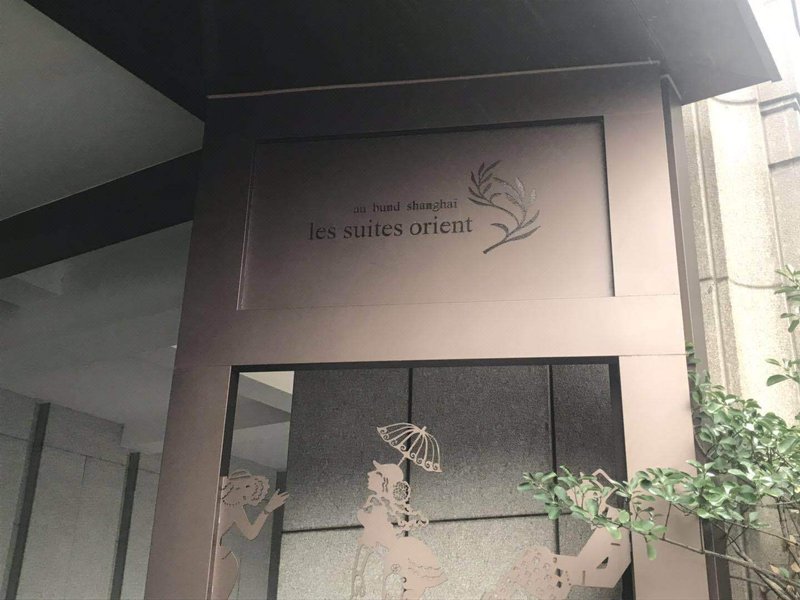 au bund shanghai
les suites orient